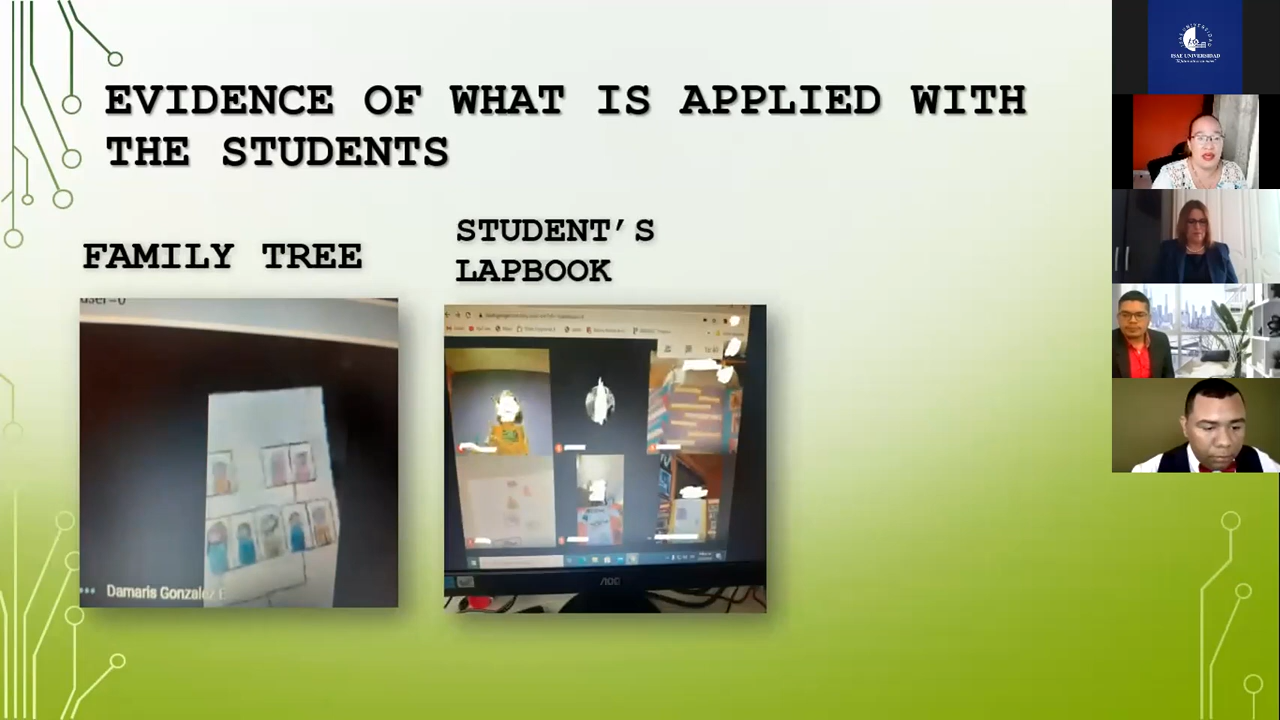 EVIDENCE OF WHAT IS APPLIED WITH
THE STUDENTS
FAMILY TREE
STUDENT'S
LAPBOOK
Damaris Gonzalez E
AOC
ISAE UNIVERSIDAD